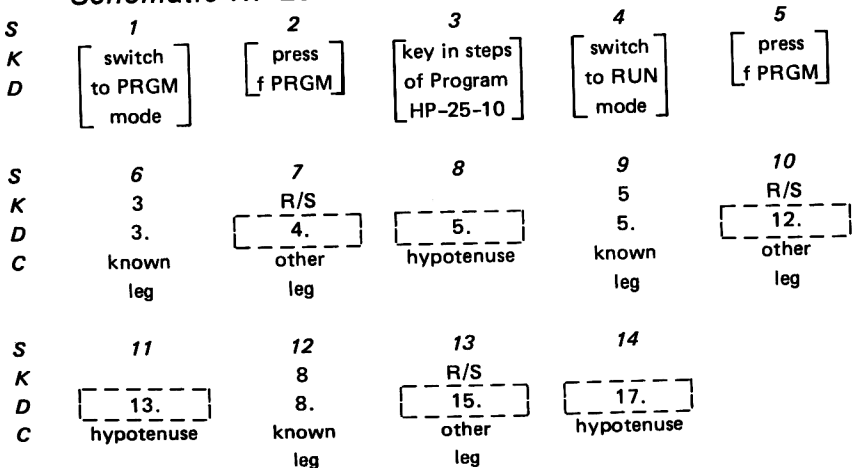 S 1 2 3 4 5
K switch press key in steps switch press
D to PRGM f PRGM of Program to RUN f PRGM
mode HP-25-10 mode
S 6 7 8 9 10
K 3 R/S 5 R/S
D 3. 4. 5. 5. 12.
C known other hypotenuse known other
leg leg leg leg
S 11 12 13 14
K 8 R/S
D 13. 8. 15. 17.
C hypotenuse known other hypotenuse
leg leg